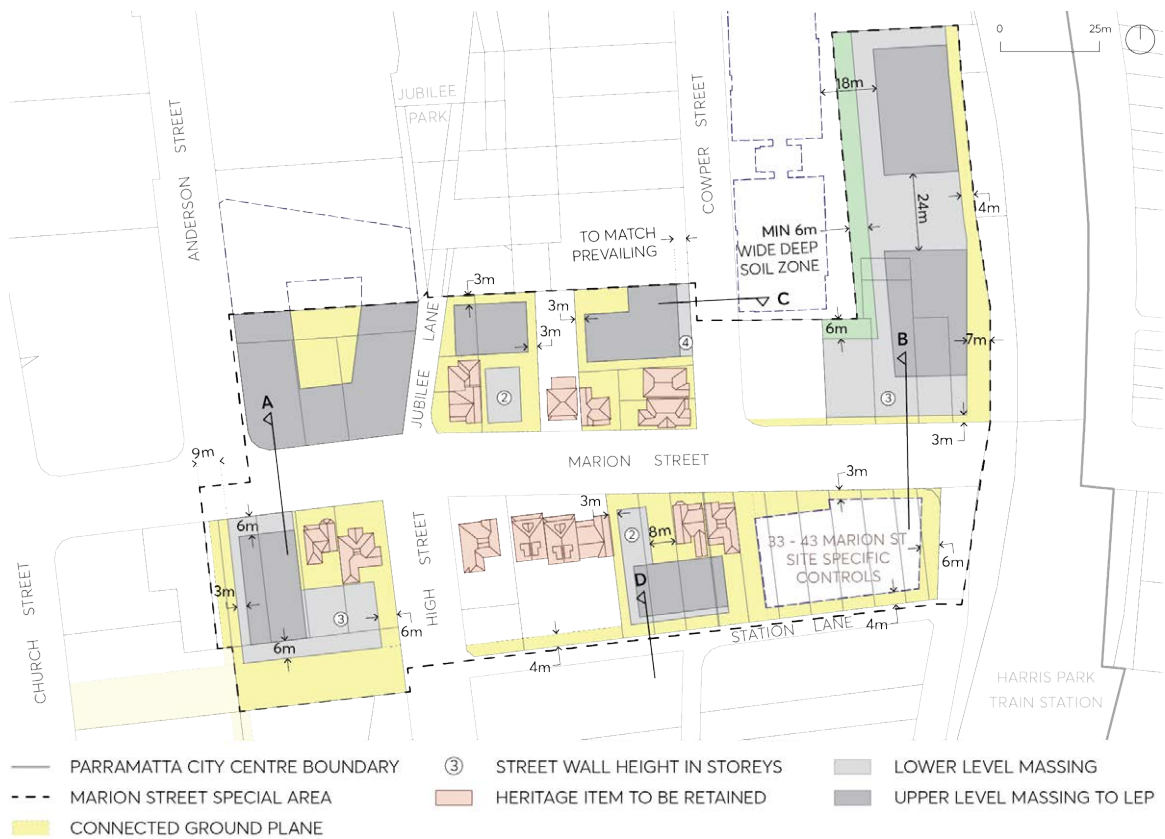 0
25m
JUBILEE
PARK
ANDERSON STREET
COWPER STREET
18m
24m
4m
MIN 6m
WIDE DEEP
SOIL ZONE
TO MATCH
PREVAILING
3m
3m
3m
C
4
6m
B
7m
3
3m
JUBILEE LANE
2
A
9m
MARION STREET
6m
3m
6m
3
6m
HIGH STREET
CHURCH STREET
3m
2
8m
D
3m
33 - 43 MARION ST
SITE SPECIFIC
CONTROLS
6m
4m
STATION LANE
4m
HARRIS PARK
TRAIN STATION
PARRAMATTA CITY CENTRE BOUNDARY
3 STREET WALL HEIGHT IN STOREYS
LOWER LEVEL MASSING
MARION STREET SPECIAL AREA
HERITAGE ITEM TO BE RETAINED
UPPER LEVEL MASSING TO LEP
CONNECTED GROUND PLANE